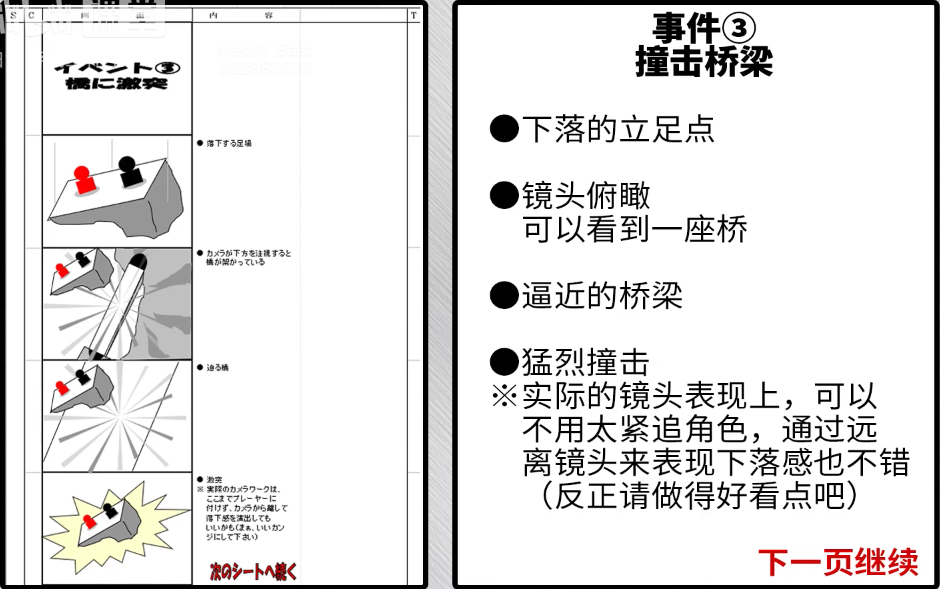 S C 画 面 内 容 T
イベント③
橋に激突
● 落下する足場
● カメラが下方を注視すると
橋が架かっている
● 迫る橋
● 激突
※ 実際のカメラワークは、
ここまでプレーヤーに
付けず、カメラから離して
落下感を演出しても
いいかも(まぁ、いいカン
ジにして下さい)
次のシートへ続く
事件③
撞击桥梁
●下落的立足点
●镜头俯瞰
可以看到一座桥
●逼近的桥梁
●猛烈撞击
※实际的镜头表现上，可以
不用太紧追角色，通过远
离镜头来表现下落感也不错
（反正请做得好看点吧）
下一页继续